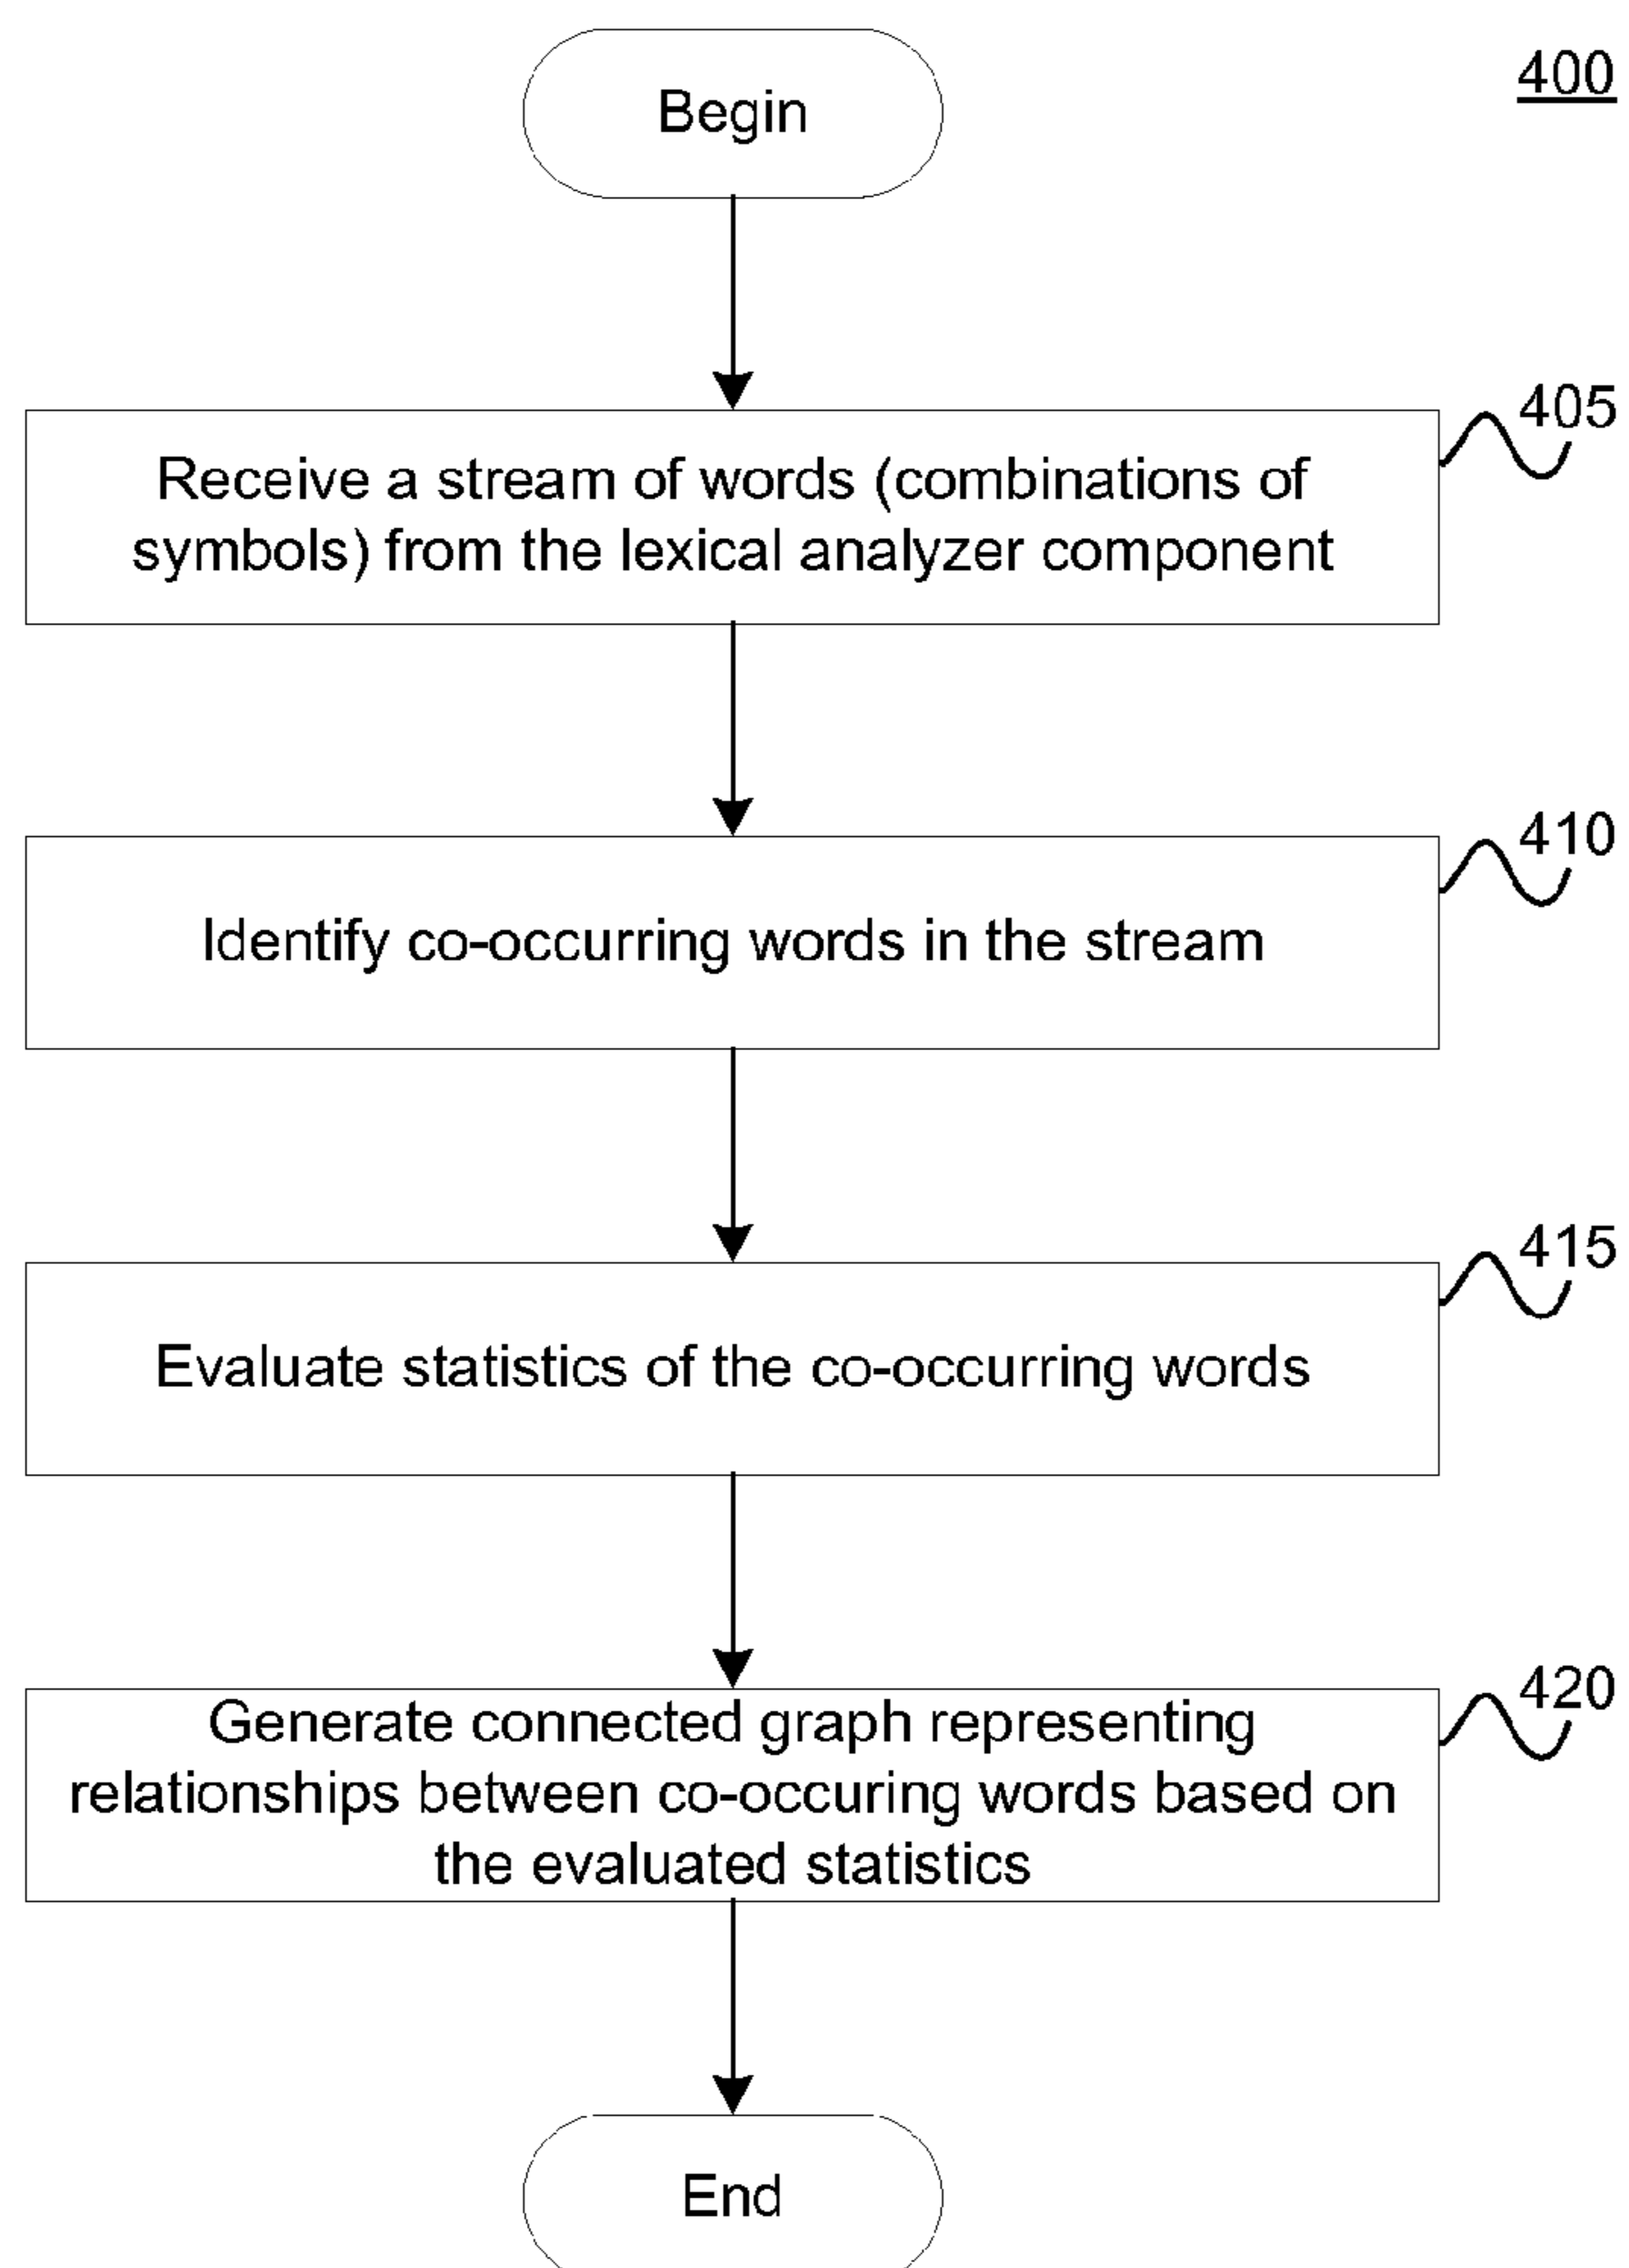 Begin
400
405
Receive a stream of words (combinations of
symbols) from the lexical analyzer component
410
Identify co-occurring words in the stream
415
Evaluate statistics of the co-occurring words
420
Generate connected graph representing
relationships between co-occuring words based on
the evaluated statistics
End